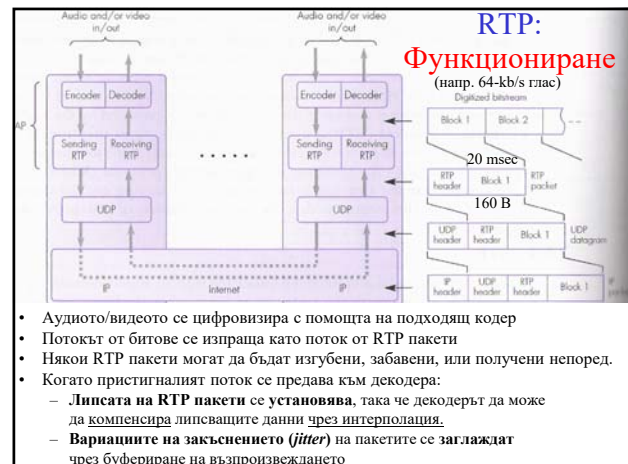 Audio and/or video
in/out
Audio and/or video
in/out
RTP:
Функциониране
(напр. 64-kb/s глас)
Digitized bitstream
Encoder
Decoder
Encoder
Decoder
Block 1
Block 2
AP
Sending
RTP
Receiving
RTP
Sending
RTP
Receiving
RTP
20 msec
RTP
header
Block 1
RTP
packet
160 B
UDP
UDP
UDP
header
RTP
header
Block 1
UDP
datagram
IP
Internet
IP
IP
header
UDP
header
RTP
header
Block 1
• Аудиото/видеото се цифровизира с помощта на подходящ кодер
• Потокът от битове се изпраща като поток от RTP пакети
• Някои RTP пакети могат да бъдат изгубени, забавени, или получени непоред.
• Когато пристигналият поток се предава към декодера:
– Липсата на RTP пакети се установява, така че декодерът да може
да компенсира липсващите данни чрез интерполация.
– Вариациите на закъснението (jitter) на пакетите се заглаждат
чрез буфериране на възпроизвеждането